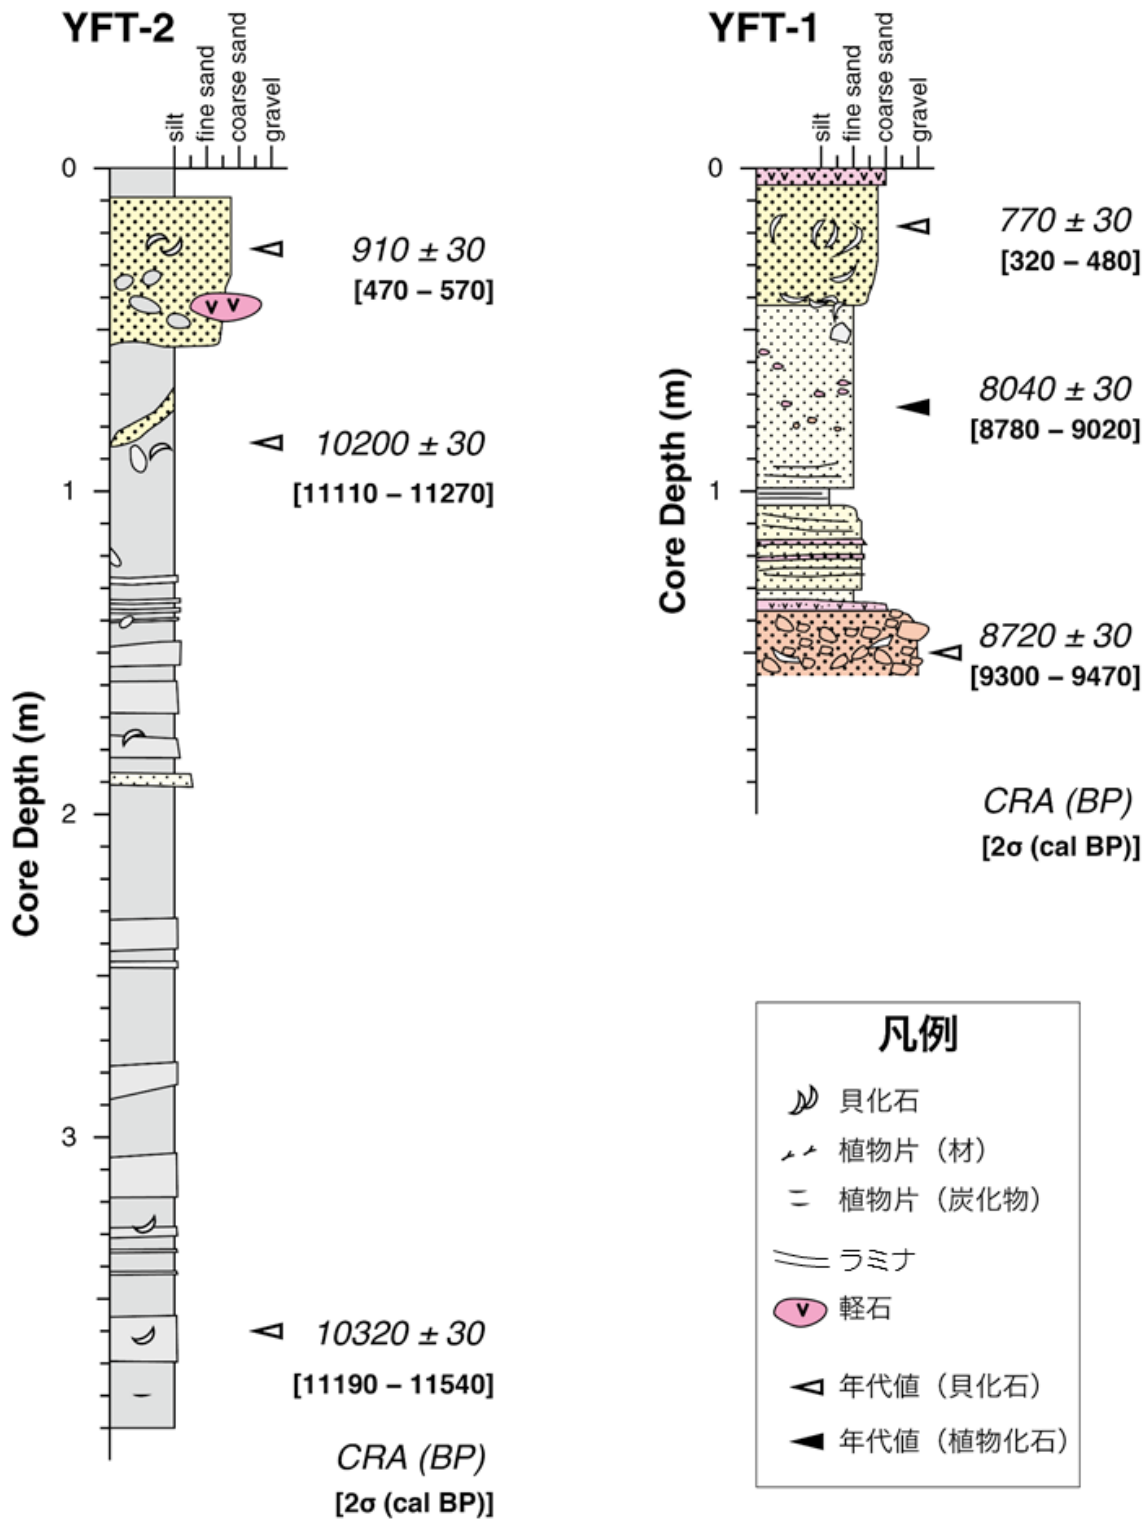 YFT-2
silt
fine sand
coarse sand
gravel
0
1
2
3
Core Depth (m)
910 ± 30
[470 – 570]
10200 ± 30
[11110 – 11270]
10320 ± 30
[11190 – 11540]
CRA (BP)
[2σ (cal BP)]
YFT-1
silt
fine sand
coarse sand
gravel
0
1
Core Depth (m)
770 ± 30
[320 – 480]
8040 ± 30
[8780 – 9020]
8720 ± 30
[9300 – 9470]
CRA (BP)
[2σ (cal BP)]
凡例
貝化石
植物片（材）
植物片（炭化物）
ラミナ
軽石
年代値（貝化石）
年代値（植物化石）